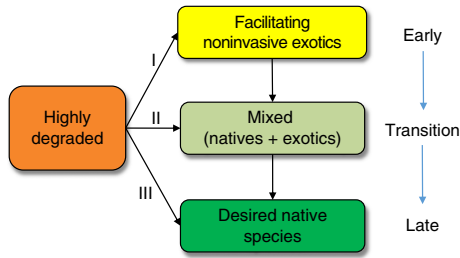 Facilitating
noninvasive exotics
Early
I
Highly
degraded
II
Mixed
(natives + exotics)
Transition
III
Desired native
species
Late